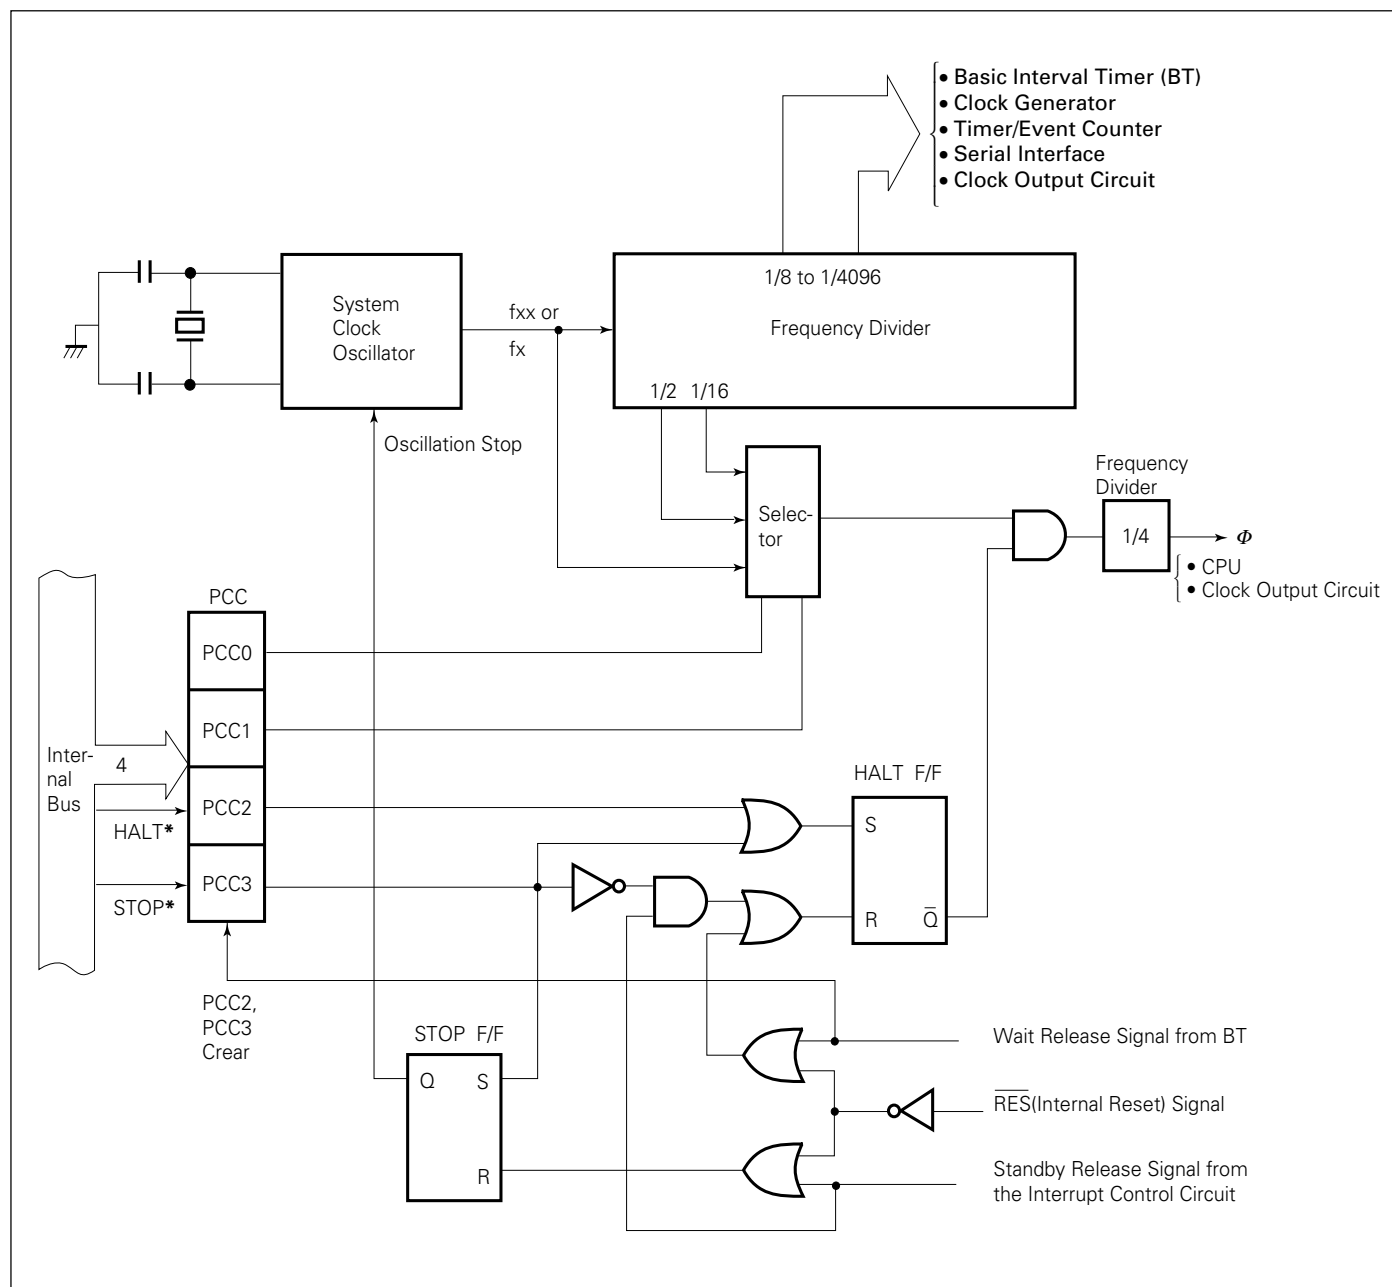 • Basic Interval Timer (BT)
• Clock Generator
• Timer/Event Counter
• Serial Interface
• Clock Output Circuit
1/8 to 1/4096
System
Clock
Oscillator
fxx or
fx
Frequency Divider
1/2 1/16
Oscillation Stop
Selec-
tor
Frequency
Divider
1/4
Φ
• CPU
• Clock Output Circuit
PCC
PCC0
PCC1
PCC2
PCC3
Inter-
nal
Bus
4
HALT*
STOP*
HALT F/F
S
R Q̅
PCC2,
PCC3
Crear
STOP F/F
Q S
R
Wait Release Signal from BT
R̅E̅S̅(Internal Reset) Signal
Standby Release Signal from
the Interrupt Control Circuit